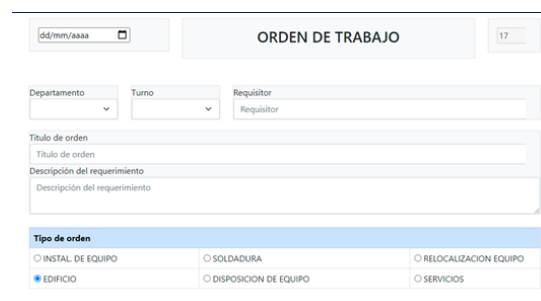 dd/mm/aaaa
ORDEN DE TRABAJO
17
Departamento Turno Requisitor
Requisitor
Titulo de orden
Titulo de orden
Descripción del requerimiento
Descripción del requerimiento
Tipo de orden
INSTAL. DE EQUIPO SOLDADURA RELOCALIZACION EQUIPO
EDIFICIO DISPOSICION DE EQUIPO SERVICIOS